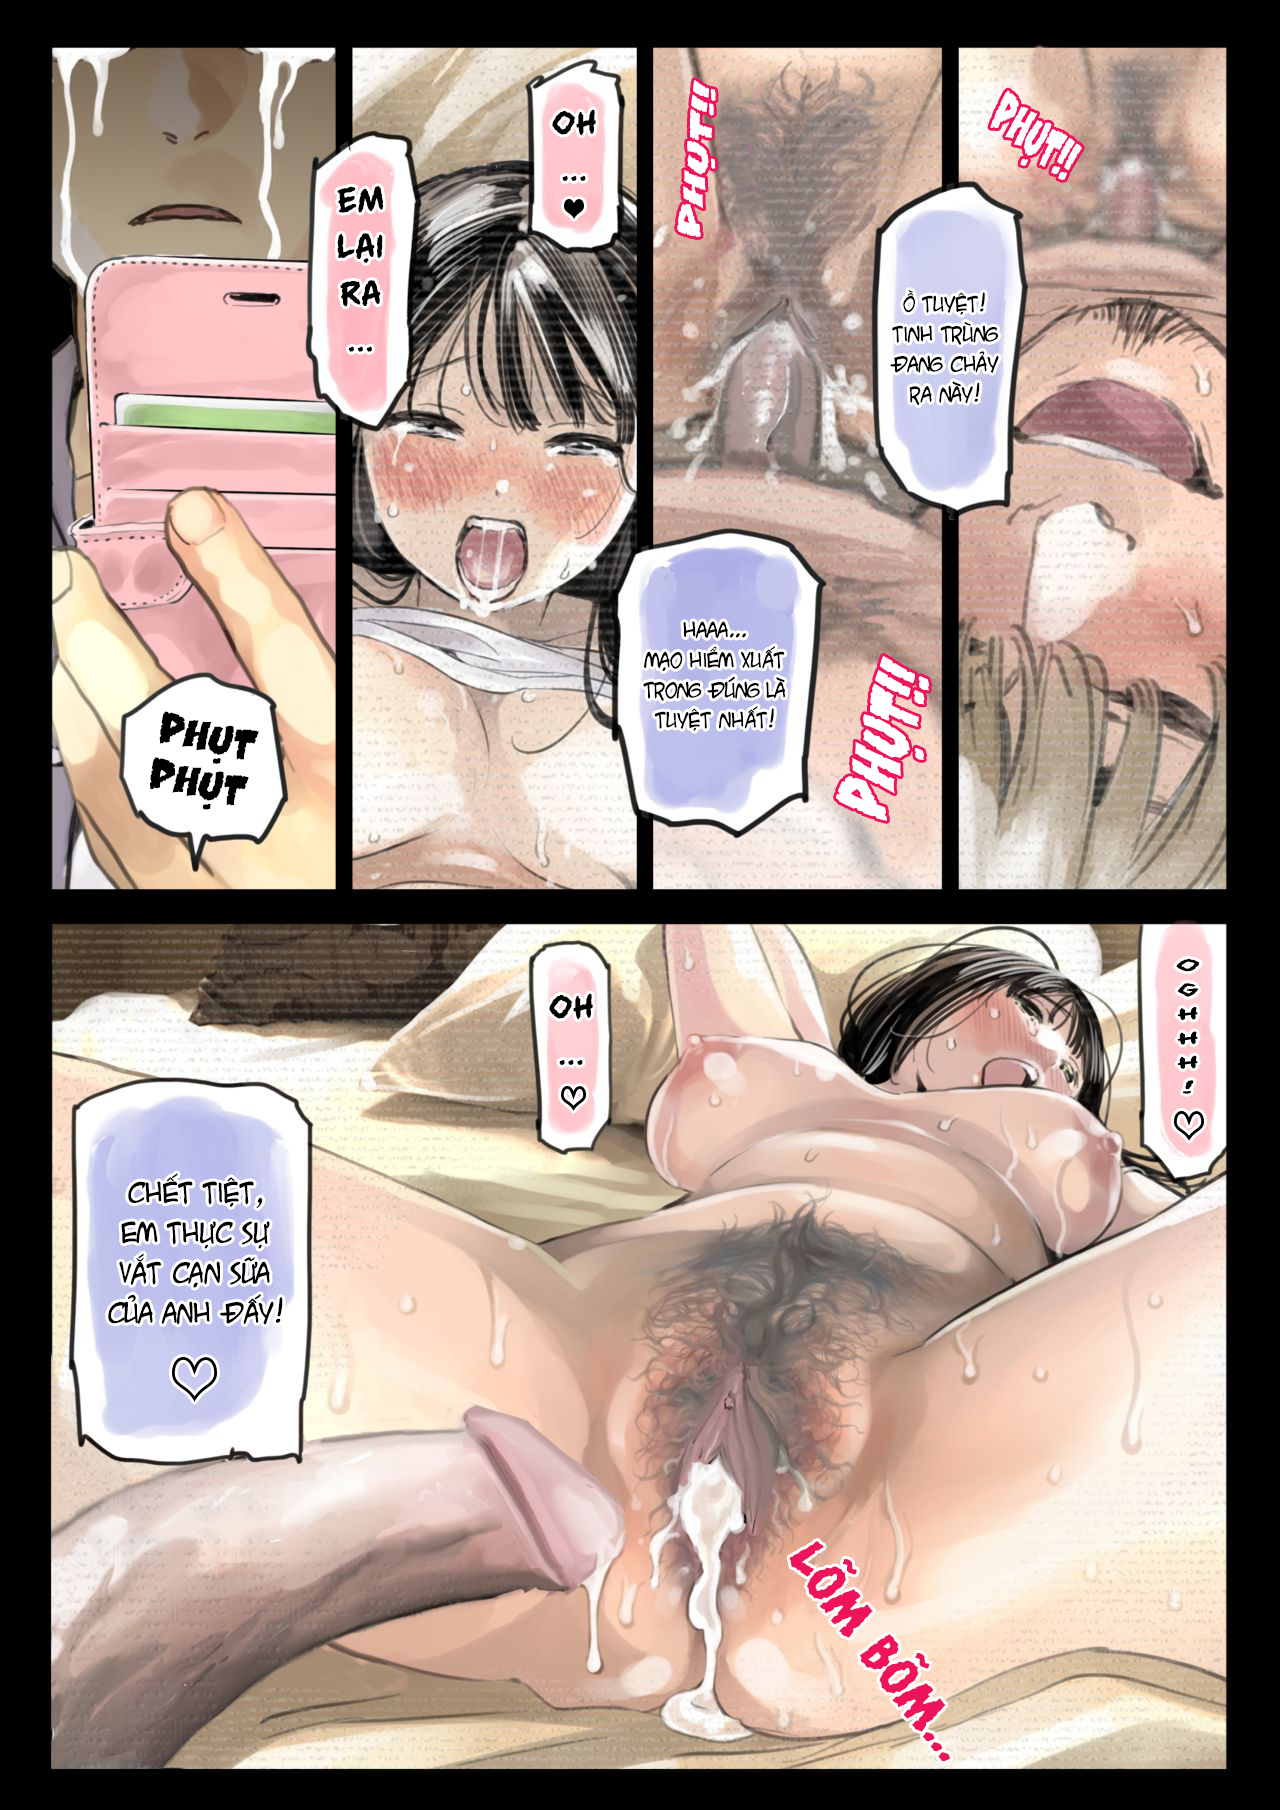 OH
...
♥
EM
LẠI
RA
...
PHỤT
PHỤT
PHỤT!!
PHỤT!!
Ồ TUYỆT!
TINH TRÙNG
ĐANG CHẢY
RA NÀY!
HAAA...
MẠO HIỂM XUẤT
TRONG ĐÚNG LÀ
TUYỆT NHẤT!
PHỤT!!
OH
...
♡
OGHHH!
♡
CHẾT TIỆT,
EM THỰC SỰ
VẮT CẠN SỮA
CỦA ANH ĐẤY!
♡
LÕM BÕM...